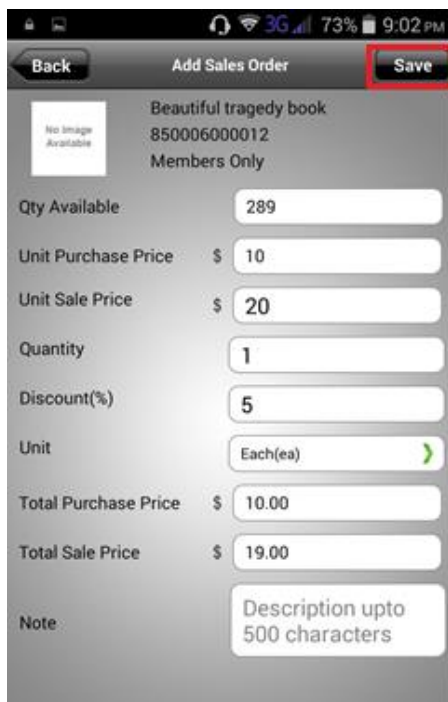 3G 73% 9:02 PM
Back Add Sales Order Save
No Image
Available
Beautiful tragedy book
850006000012
Members Only
Qty Available 289
Unit Purchase Price $ 10
Unit Sale Price $ 20
Quantity 1
Discount(%) 5
Unit Each(ea)
Total Purchase Price $ 10.00
Total Sale Price $ 19.00
Note Description upto
500 characters